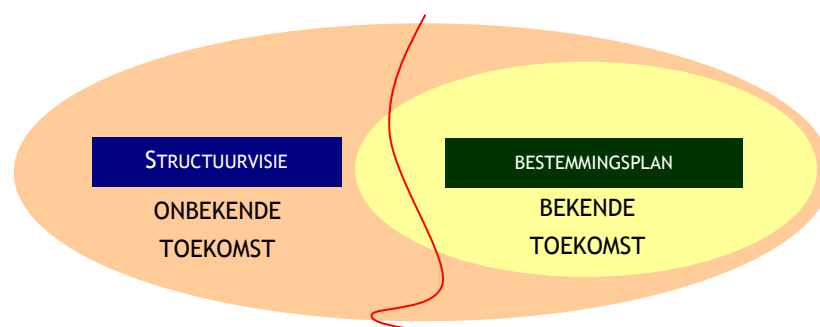 STRUCTUURVISIE
ONBEKENDE
TOEKOMST
BESTEMMINGSPLAN
BEKENDE
TOEKOMST